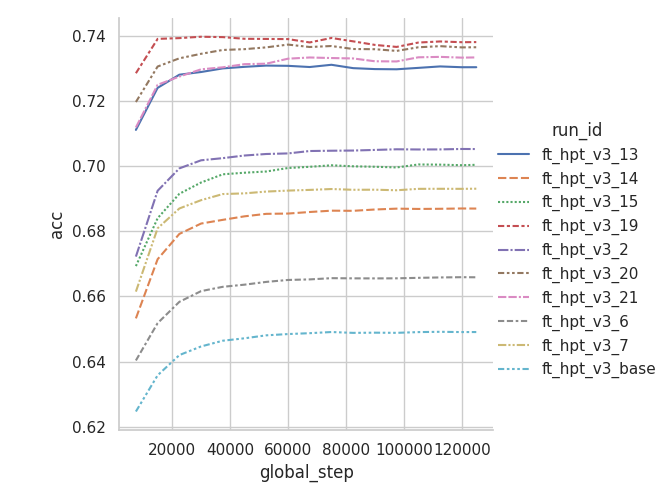 0.74
0.72
0.70
0.68
0.66
0.64
0.62
acc
20000 40000 60000 80000 100000 120000
global_step
run_id
ft_hpt_v3_13
ft_hpt_v3_14
ft_hpt_v3_15
ft_hpt_v3_19
ft_hpt_v3_2
ft_hpt_v3_20
ft_hpt_v3_21
ft_hpt_v3_6
ft_hpt_v3_7
ft_hpt_v3_base